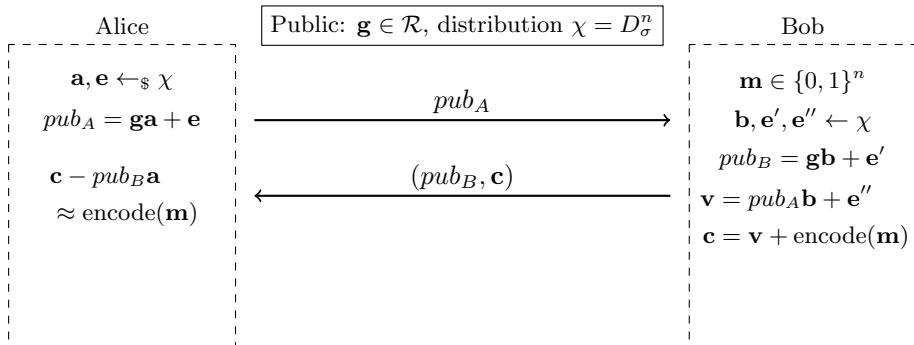 Alice
Public: g ∈ R, distribution χ = D_σ^n
Bob
a, e ←_$ χ
pub_A = ga + e
c − pub_B a
≈ encode(m)
pub_A
(pub_B, c)
m ∈ {0, 1}^n
b, e′, e″ ← χ
pub_B = gb + e′
v = pub_A b + e″
c = v + encode(m)